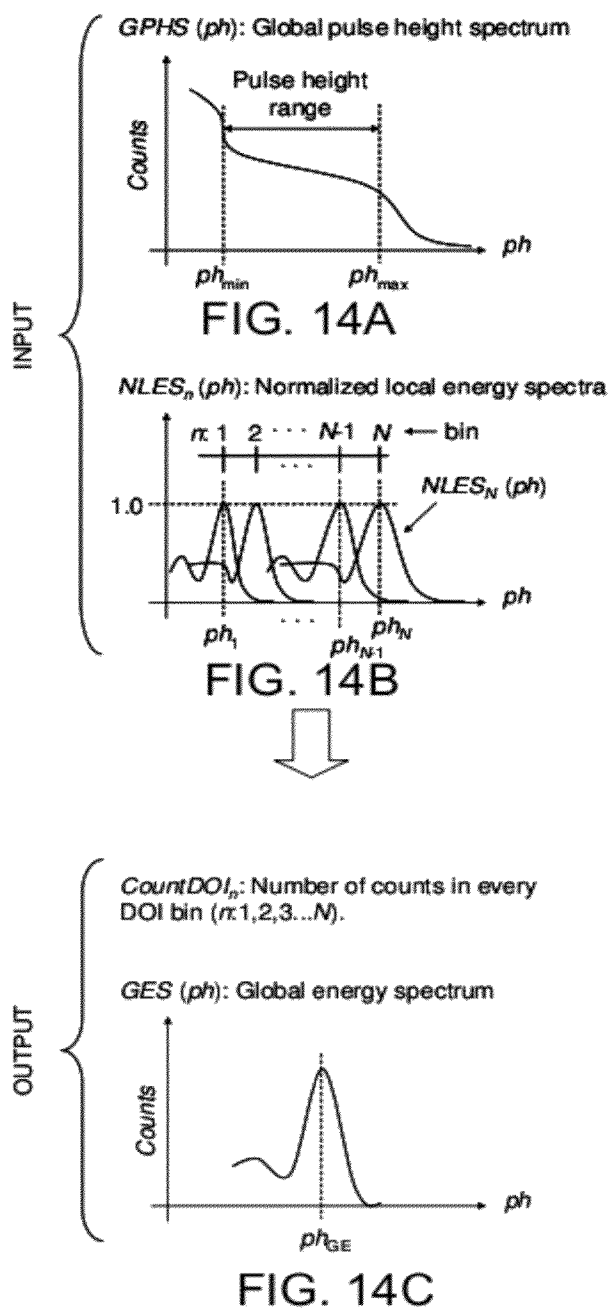 GPHS (ph): Global pulse height spectrum
Pulse height
range
Counts
ph
ph_min
ph_max
FIG. 14A
INPUT
NLES_n (ph): Normalized local energy spectra
n: 1 2 · · · N-1 N ← bin
· · ·
1.0
NLES_N (ph)
ph
ph_1
· · ·
ph_N-1
ph_N
FIG. 14B
CountDOI_n: Number of counts in every
DOI bin (n:1,2,3...N).
GES (ph): Global energy spectrum
OUTPUT
Counts
ph
ph_GE
FIG. 14C